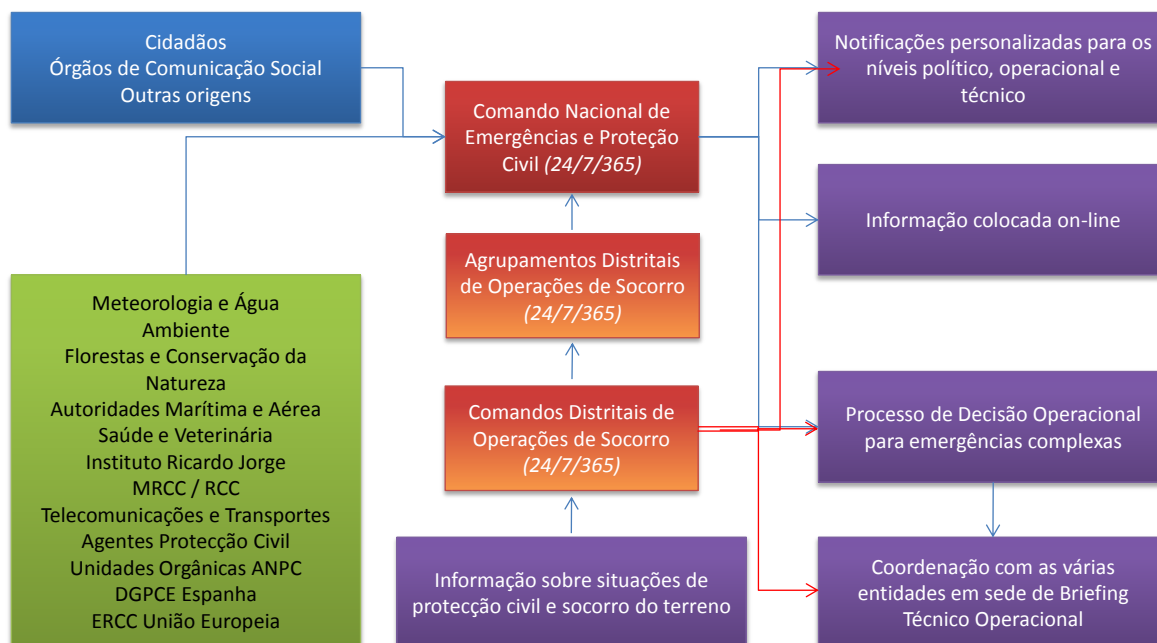 Cidadãos
Órgãos de Comunicação Social
Outras origens
Comando Nacional de
Emergências e Proteção
Civil (24/7/365)
Notificações personalizadas para os
níveis político, operacional e
técnico
Informação colocada on-line
Agrupamentos Distritais
de Operações de Socorro
(24/7/365)
Meteorologia e Água
Ambiente
Florestas e Conservação da
Natureza
Autoridades Marítima e Aérea
Saúde e Veterinária
Instituto Ricardo Jorge
MRCC / RCC
Telecomunicações e Transportes
Agentes Protecção Civil
Unidades Orgânicas ANPC
DGPCE Espanha
ERCC União Europeia
Comandos Distritais de
Operações de Socorro
(24/7/365)
Processo de Decisão Operacional
para emergências complexas
Informação sobre situações de
protecção civil e socorro do terreno
Coordenação com as várias
entidades em sede de Briefing
Técnico Operacional